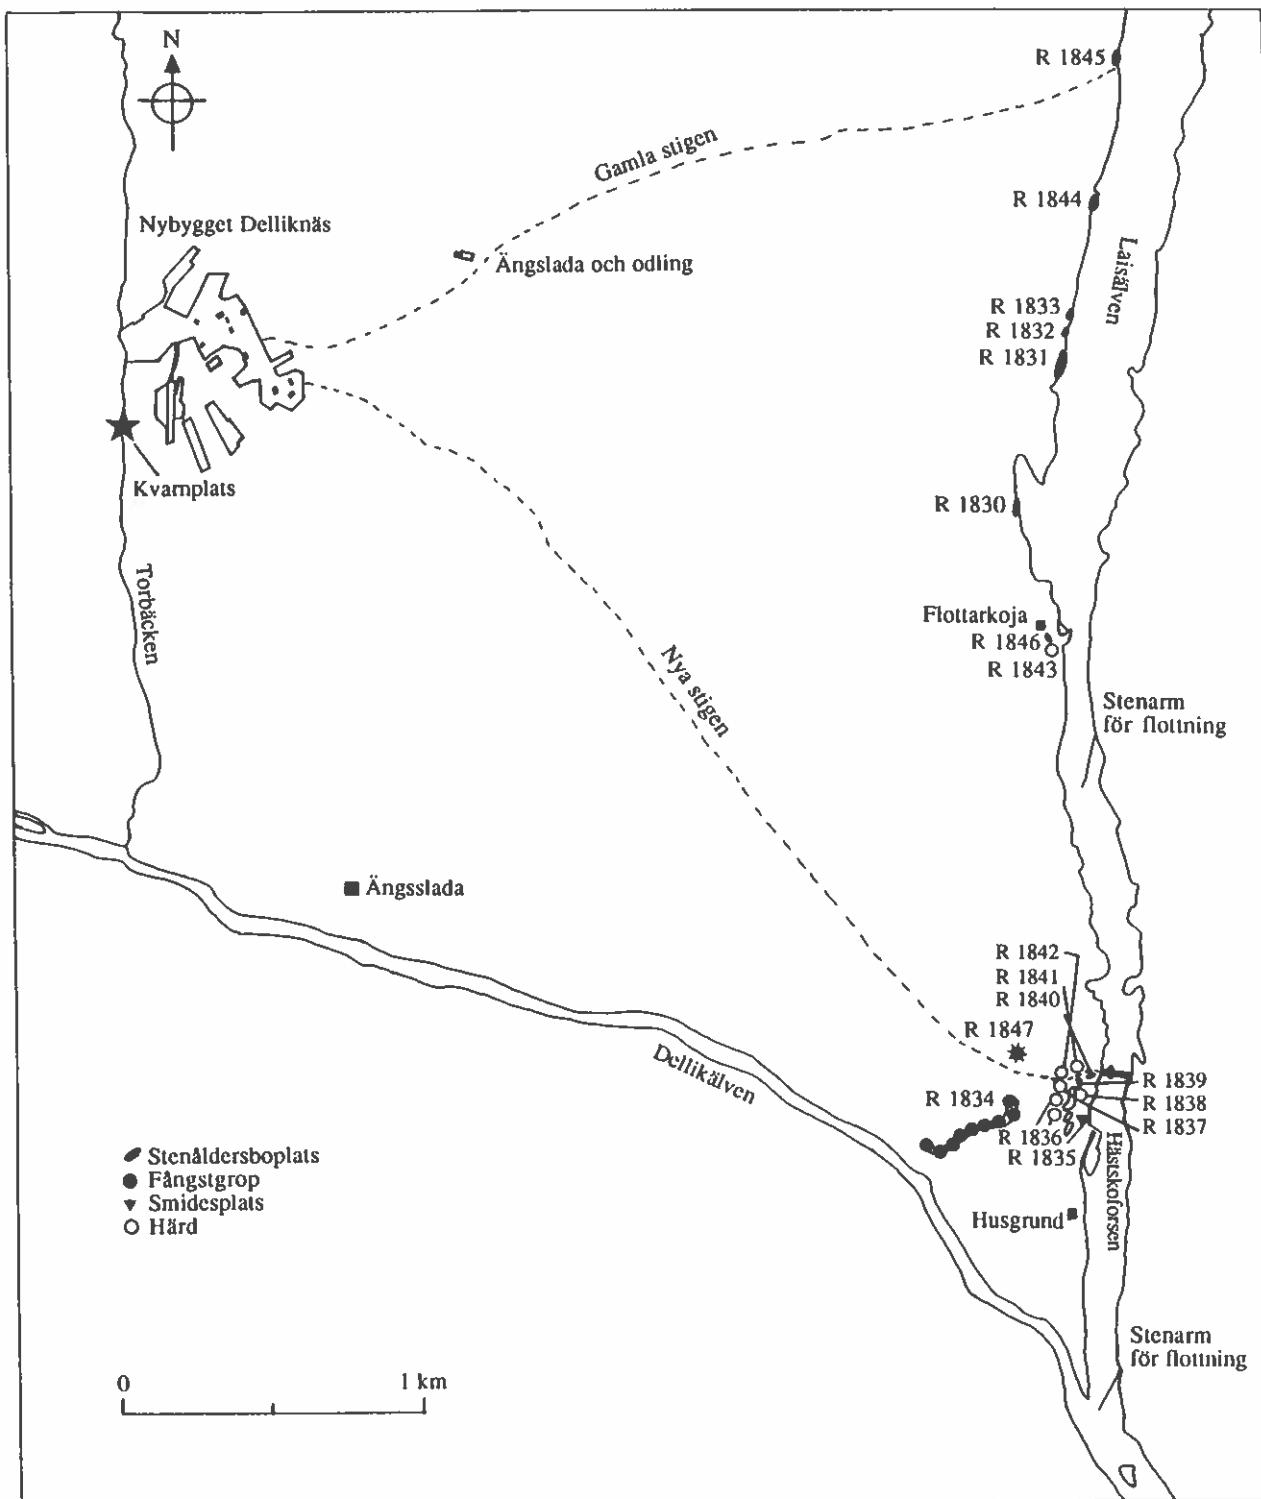 N
R 1845
Gamla stigen
R 1844
Nybygget Delliknäs
Ängslada och odling
Laisälven
R 1833
R 1832
R 1831
Kvarnplats
R 1830
Torbäcken
Flottarkoja
R 1846
R 1843
Nya stigen
Stenarm
för flottning
Ängsslada
R 1842
R 1841
R 1840
R 1847
Dellikälven
R 1839
R 1834
R 1838
R 1837
R 1836
R 1835
Hästskoforsen
Stenåldersboplats
Fångstgrop
Smidesplats
Härd
Husgrund
Stenarm
för flottning
0 1 km